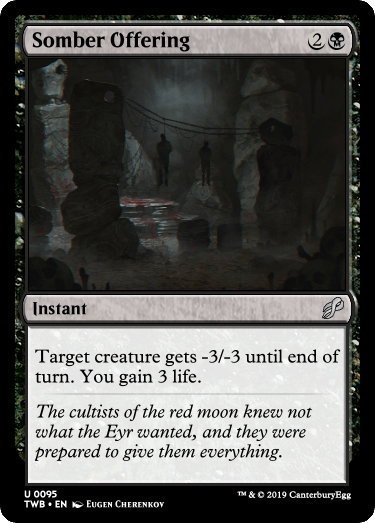 Somber Offering 2
Instant
Target creature gets -3/-3 until end of
turn. You gain 3 life.
The cultists of the red moon knew not
what the Eyr wanted, and they were
prepared to give them everything.
U 0095
TWB • EN Eugen Cherenkov
™ & © 2019 CanterburyEgg